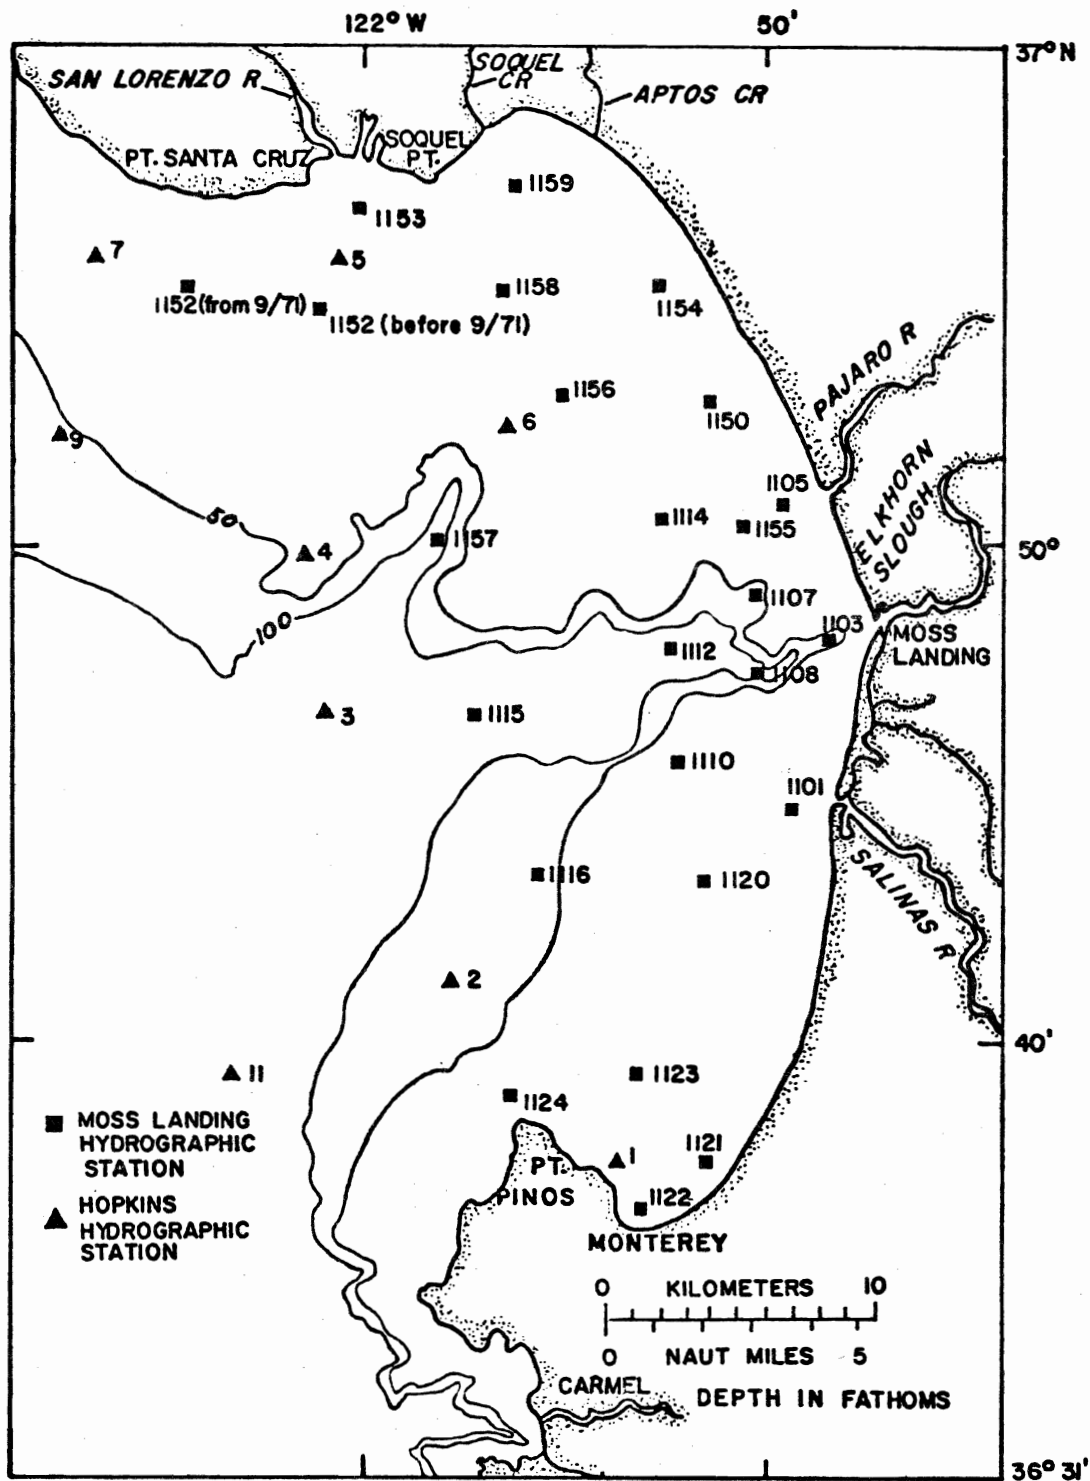 122° W
50'
37° N
SAN LORENZO R
SOQUEL
CR
APTOS CR
SOQUEL
PT.
PT. SANTA CRUZ
1159
1153
7
5
1158
1154
1152 (from 9/71)
1152 (before 9/71)
PAJARO R
1156
1150
6
9
ELKHORN
SLOUGH
1105
50
1114
1155
4
1157
50°
1107
100
1103
MOSS
LANDING
1112
1108
3
1115
1110
1101
SALINAS R
1116
1120
2
40'
11
1123
1124
MOSS LANDING
HYDROGRAPHIC
STATION
1
1121
PT.
PINOS
1122
HOPKINS
HYDROGRAPHIC
STATION
MONTEREY
0 KILOMETERS 10
0 NAUT MILES 5
CARMEL
DEPTH IN FATHOMS
36° 31'